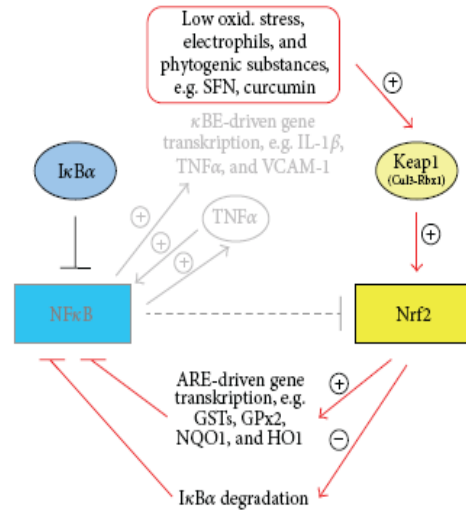 Low oxid. stress,
electrophils, and
phytogenic substances,
e.g. SFN, curcumin
+
κBE-driven gene
transkription, e.g. IL-1β,
TNFα, and VCAM-1
IκBα
Keap1
(Cul3-Rbx1)
+
TNFα
+
+
+
NFκB
Nrf2
ARE-driven gene
transkription, e.g.
GSTs, GPx2,
NQO1, and HO1
+
−
IκBα degradation